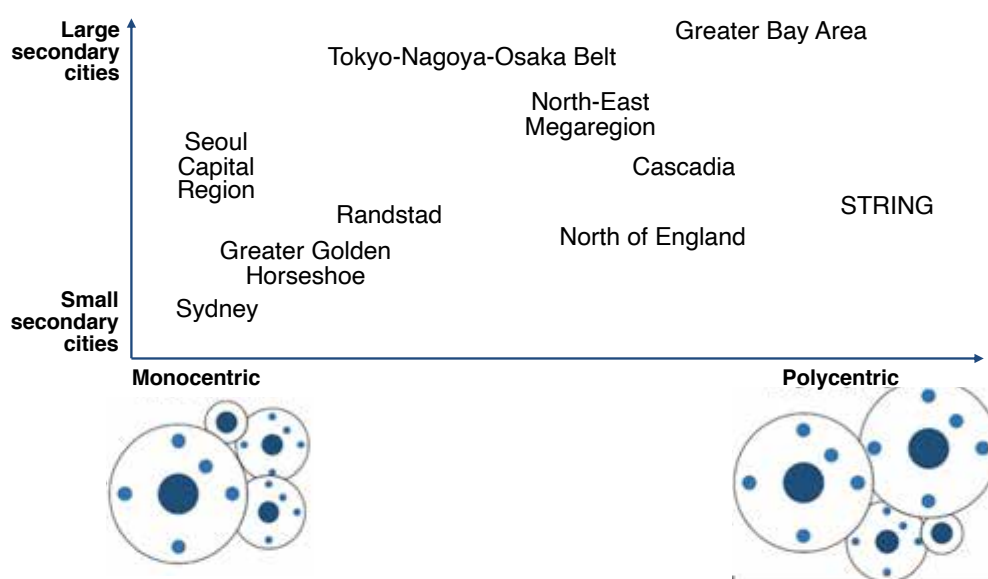 Large
secondary
cities
Greater Bay Area
Tokyo-Nagoya-Osaka Belt
North-East
Megaregion
Seoul
Capital
Region
Cascadia
Randstad
STRING
North of England
Greater Golden
Horseshoe
Small
secondary
cities
Sydney
Monocentric
Polycentric